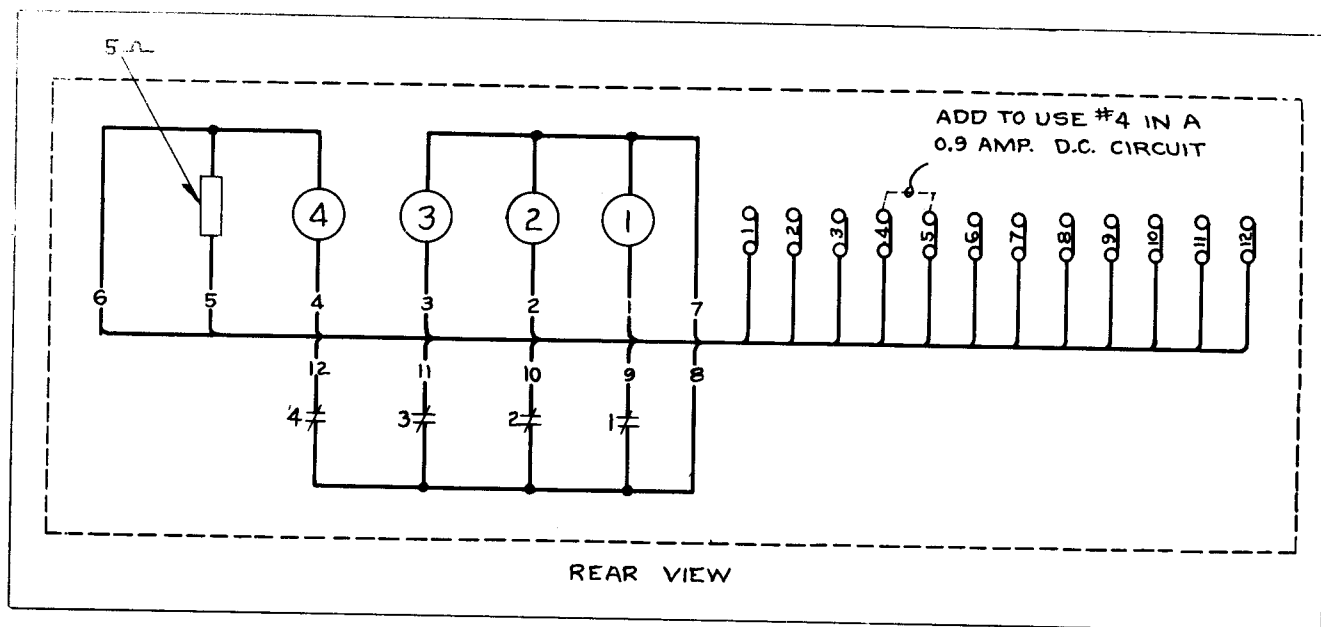 5 Ω
ADD TO USE #4 IN A
0.9 AMP. D.C. CIRCUIT
4 3 2 1
1 2 3 4 5 6 7 8 9 10 11 12
6 5 4 3 2 1 7
12 11 10 9 8
4 3 2 1
REAR VIEW